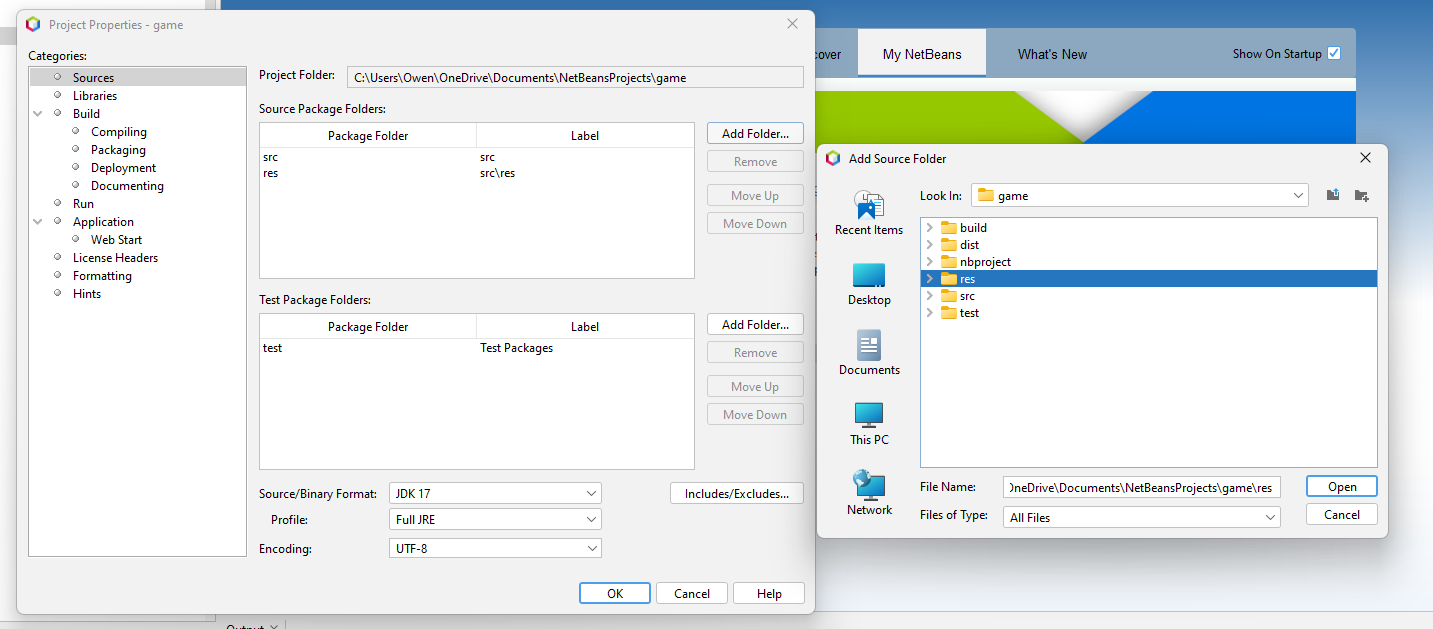 Project Properties - game
Categories:
Sources
Libraries
Build
Compiling
Packaging
Deployment
Documenting
Run
Application
Web Start
License Headers
Formatting
Hints
Project Folder: C:\Users\Owen\OneDrive\Documents\NetBeansProjects\game
Source Package Folders:
Package Folder Label
src src
res src\res
Add Folder...
Remove
Move Up
Move Down
Test Package Folders:
Package Folder Label
test Test Packages
Add Folder...
Remove
Move Up
Move Down
Source/Binary Format: JDK 17
Includes/Excludes...
Profile: Full JRE
Encoding: UTF-8
OK Cancel Help
cover My NetBeans What's New Show On Startup
Add Source Folder
Look In: game
Recent Items
Desktop
Documents
This PC
Network
build
dist
nbproject
res
src
test
File Name: OneDrive\Documents\NetBeansProjects\game\res
Open
Files of Type: All Files
Cancel
Output